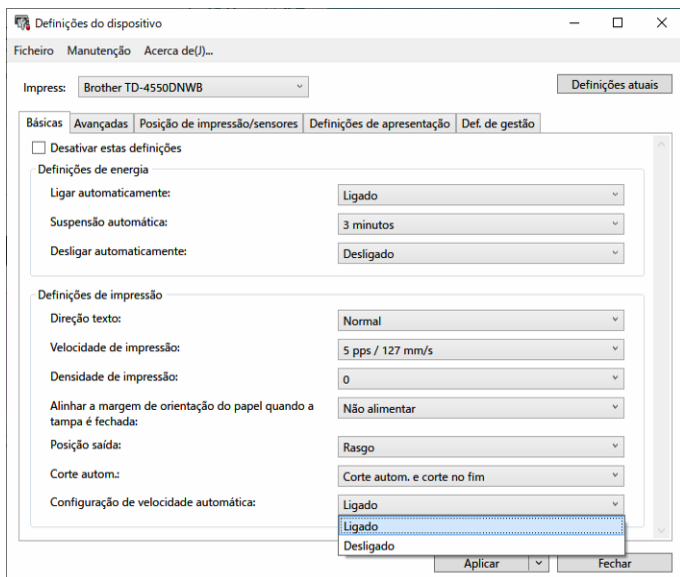 Definições do dispositivo
Ficheiro Manutenção Acerca de(J)...
Impress: Brother TD-4550DNWB Definições atuais
Básicas Avançadas Posição de impressão/sensores Definições de apresentação Def. de gestão
Desativar estas definições
Definições de energia
Ligar automaticamente: Ligado
Suspensão automática: 3 minutos
Desligar automaticamente: Desligado
Definições de impressão
Direção texto: Normal
Velocidade de impressão: 5 pps / 127 mm/s
Densidade de impressão: 0
Alinhar a margem de orientação do papel quando a Não alimentar
tampa é fechada:
Posição saída: Rasgo
Corte autom.: Corte autom. e corte no fim
Configuração de velocidade automática: Ligado
Ligado
Desligado
Aplicar Fechar